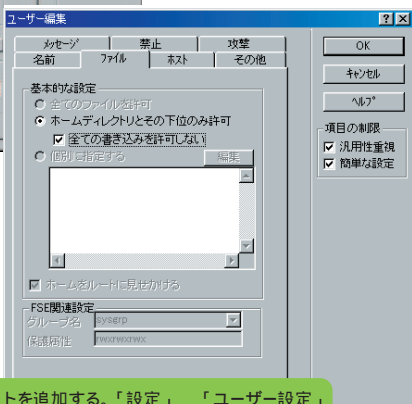 ユーザー編集
メッセージ 禁止 攻撃
名前 ファイル ホスト その他
OK
キャンセル
ヘルプ
項目の制限
汎用性重視
簡単な設定
基本的な設定
全てのファイルを許可
ホームディレクトリとその下位のみ許可
全ての書き込みを許可しない
個別に指定する 編集
ホームをルートに見せかける
FSE関連設定
グループ名 sysgrp
保護属性 rwxrwxrwx
トを追加する。「設定」 「ユーザー設定」